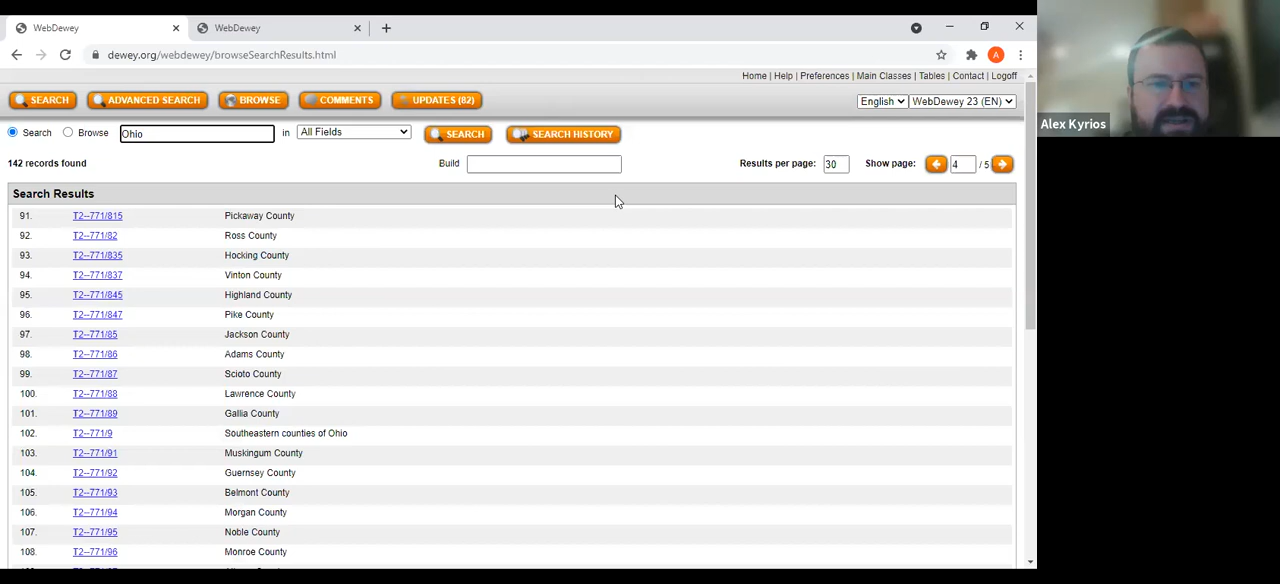 WebDewey
WebDewey
dewey.org/webdewey/browseSearchResults.html
A
Home | Help | Preferences | Main Classes | Tables | Contact | Logoff
SEARCH ADVANCED SEARCH BROWSE COMMENTS UPDATES (82) English WebDewey 23 (EN)
Search Browse Ohio in All Fields SEARCH SEARCH HISTORY
142 records found Build Results per page: 30 Show page: 4 / 5
Search Results
91. T2--771/815 Pickaway County
92. T2--771/82 Ross County
93. T2--771/835 Hocking County
94. T2--771/837 Vinton County
95. T2--771/845 Highland County
96. T2--771/847 Pike County
97. T2--771/85 Jackson County
98. T2--771/86 Adams County
99. T2--771/87 Scioto County
100. T2--771/88 Lawrence County
101. T2--771/89 Gallia County
102. T2--771/9 Southeastern counties of Ohio
103. T2--771/91 Muskingum County
104. T2--771/92 Guernsey County
105. T2--771/93 Belmont County
106. T2--771/94 Morgan County
107. T2--771/95 Noble County
108. T2--771/96 Monroe County
Alex Kyrios